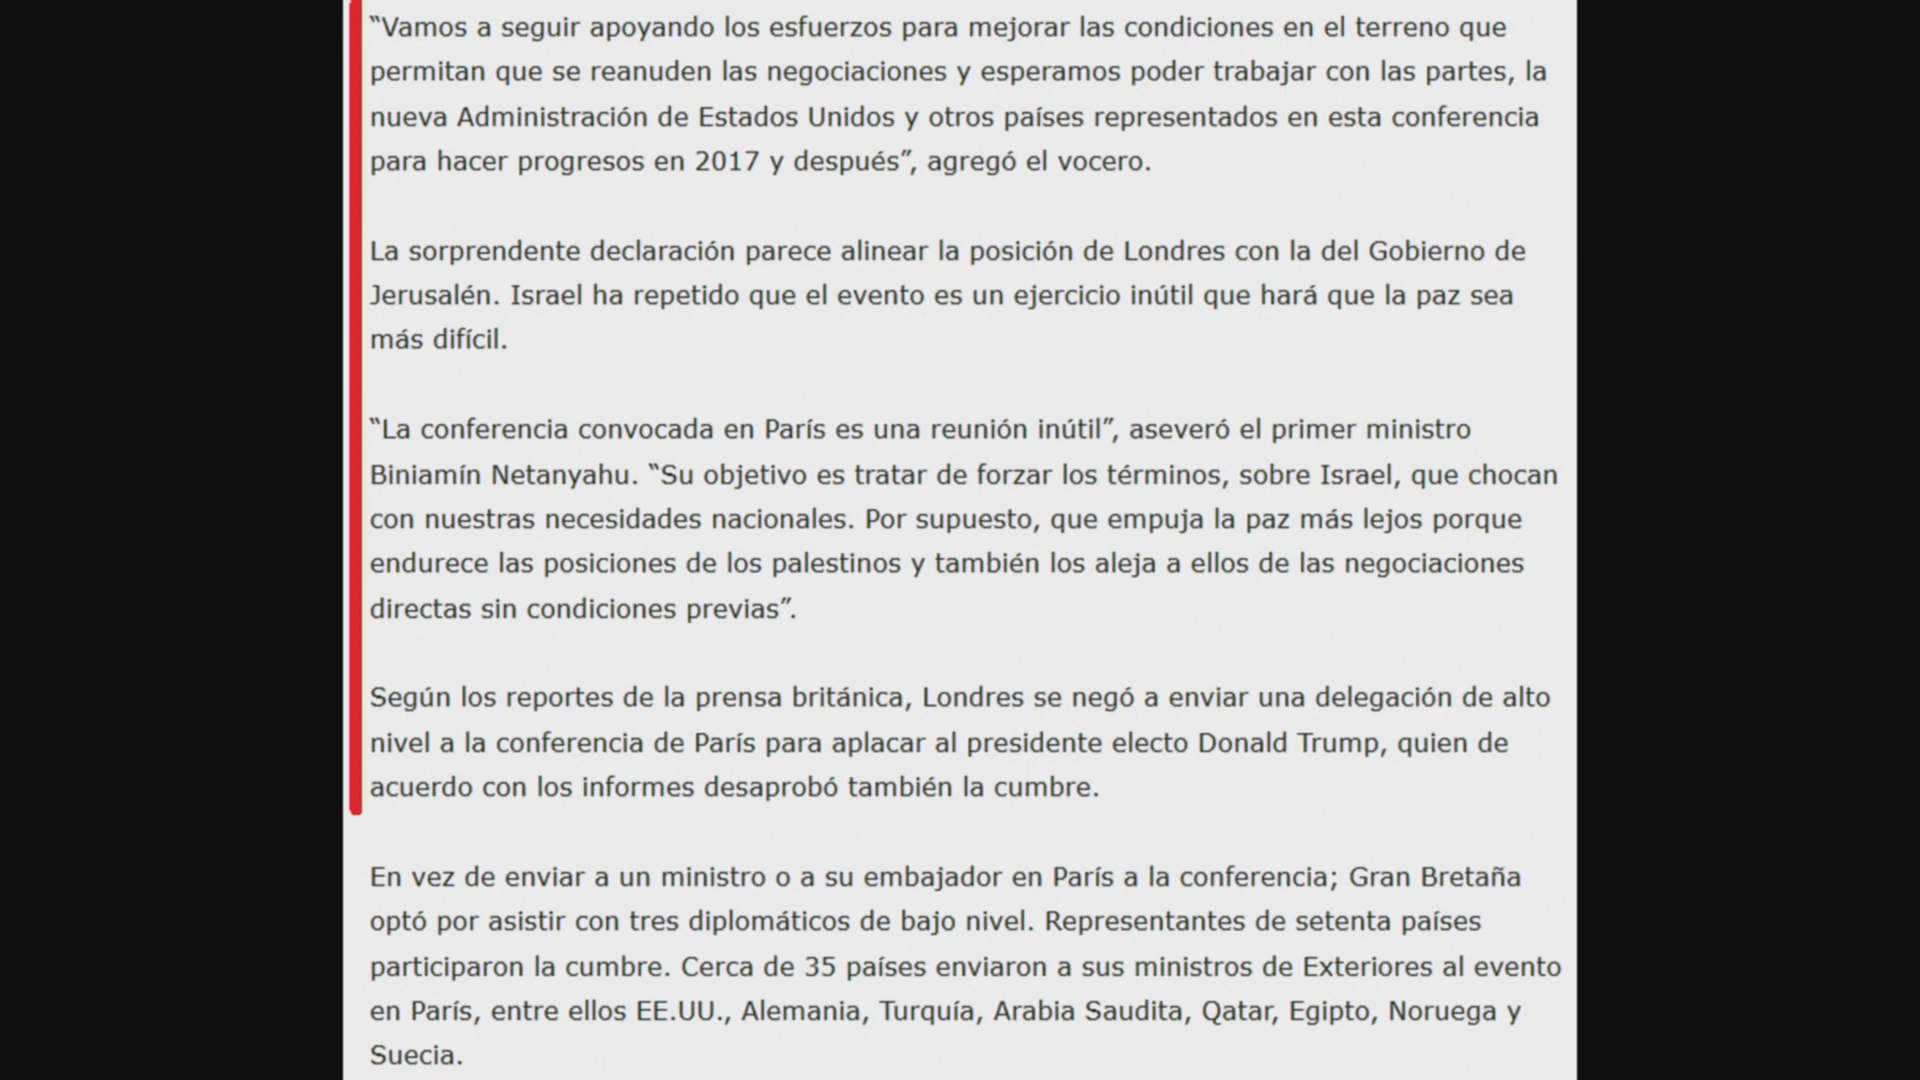 “Vamos a seguir apoyando los esfuerzos para mejorar las condiciones en el terreno que
permitan que se reanuden las negociaciones y esperamos poder trabajar con las partes, la
nueva Administración de Estados Unidos y otros países representados en esta conferencia
para hacer progresos en 2017 y después”, agregó el vocero.
La sorprendente declaración parece alinear la posición de Londres con la del Gobierno de
Jerusalén. Israel ha repetido que el evento es un ejercicio inútil que hará que la paz sea
más difícil.
“La conferencia convocada en París es una reunión inútil”, aseveró el primer ministro
Biniamín Netanyahu. “Su objetivo es tratar de forzar los términos, sobre Israel, que chocan
con nuestras necesidades nacionales. Por supuesto, que empuja la paz más lejos porque
endurece las posiciones de los palestinos y también los aleja a ellos de las negociaciones
directas sin condiciones previas”.
Según los reportes de la prensa británica, Londres se negó a enviar una delegación de alto
nivel a la conferencia de París para aplacar al presidente electo Donald Trump, quien de
acuerdo con los informes desaprobó también la cumbre.
En vez de enviar a un ministro o a su embajador en París a la conferencia; Gran Bretaña
optó por asistir con tres diplomáticos de bajo nivel. Representantes de setenta países
participaron la cumbre. Cerca de 35 países enviaron a sus ministros de Exteriores al evento
en París, entre ellos EE.UU., Alemania, Turquía, Arabia Saudita, Qatar, Egipto, Noruega y
Suecia.